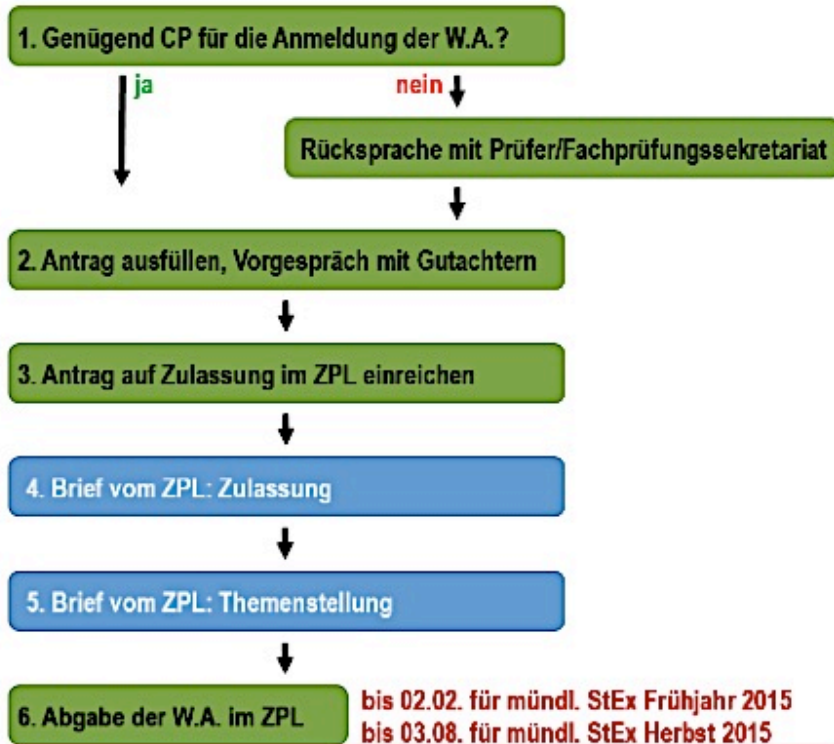 1. Genügend CP für die Anmeldung der W.A.?
ja
nein
Rücksprache mit Prüfer/Fachprüfungssekretariat
2. Antrag ausfüllen, Vorgespräch mit Gutachtern
3. Antrag auf Zulassung im ZPL einreichen
4. Brief vom ZPL: Zulassung
5. Brief vom ZPL: Themenstellung
6. Abgabe der W.A. im ZPL
bis 02.02. für mündl. StEx Frühjahr 2015
bis 03.08. für mündl. StEx Herbst 2015